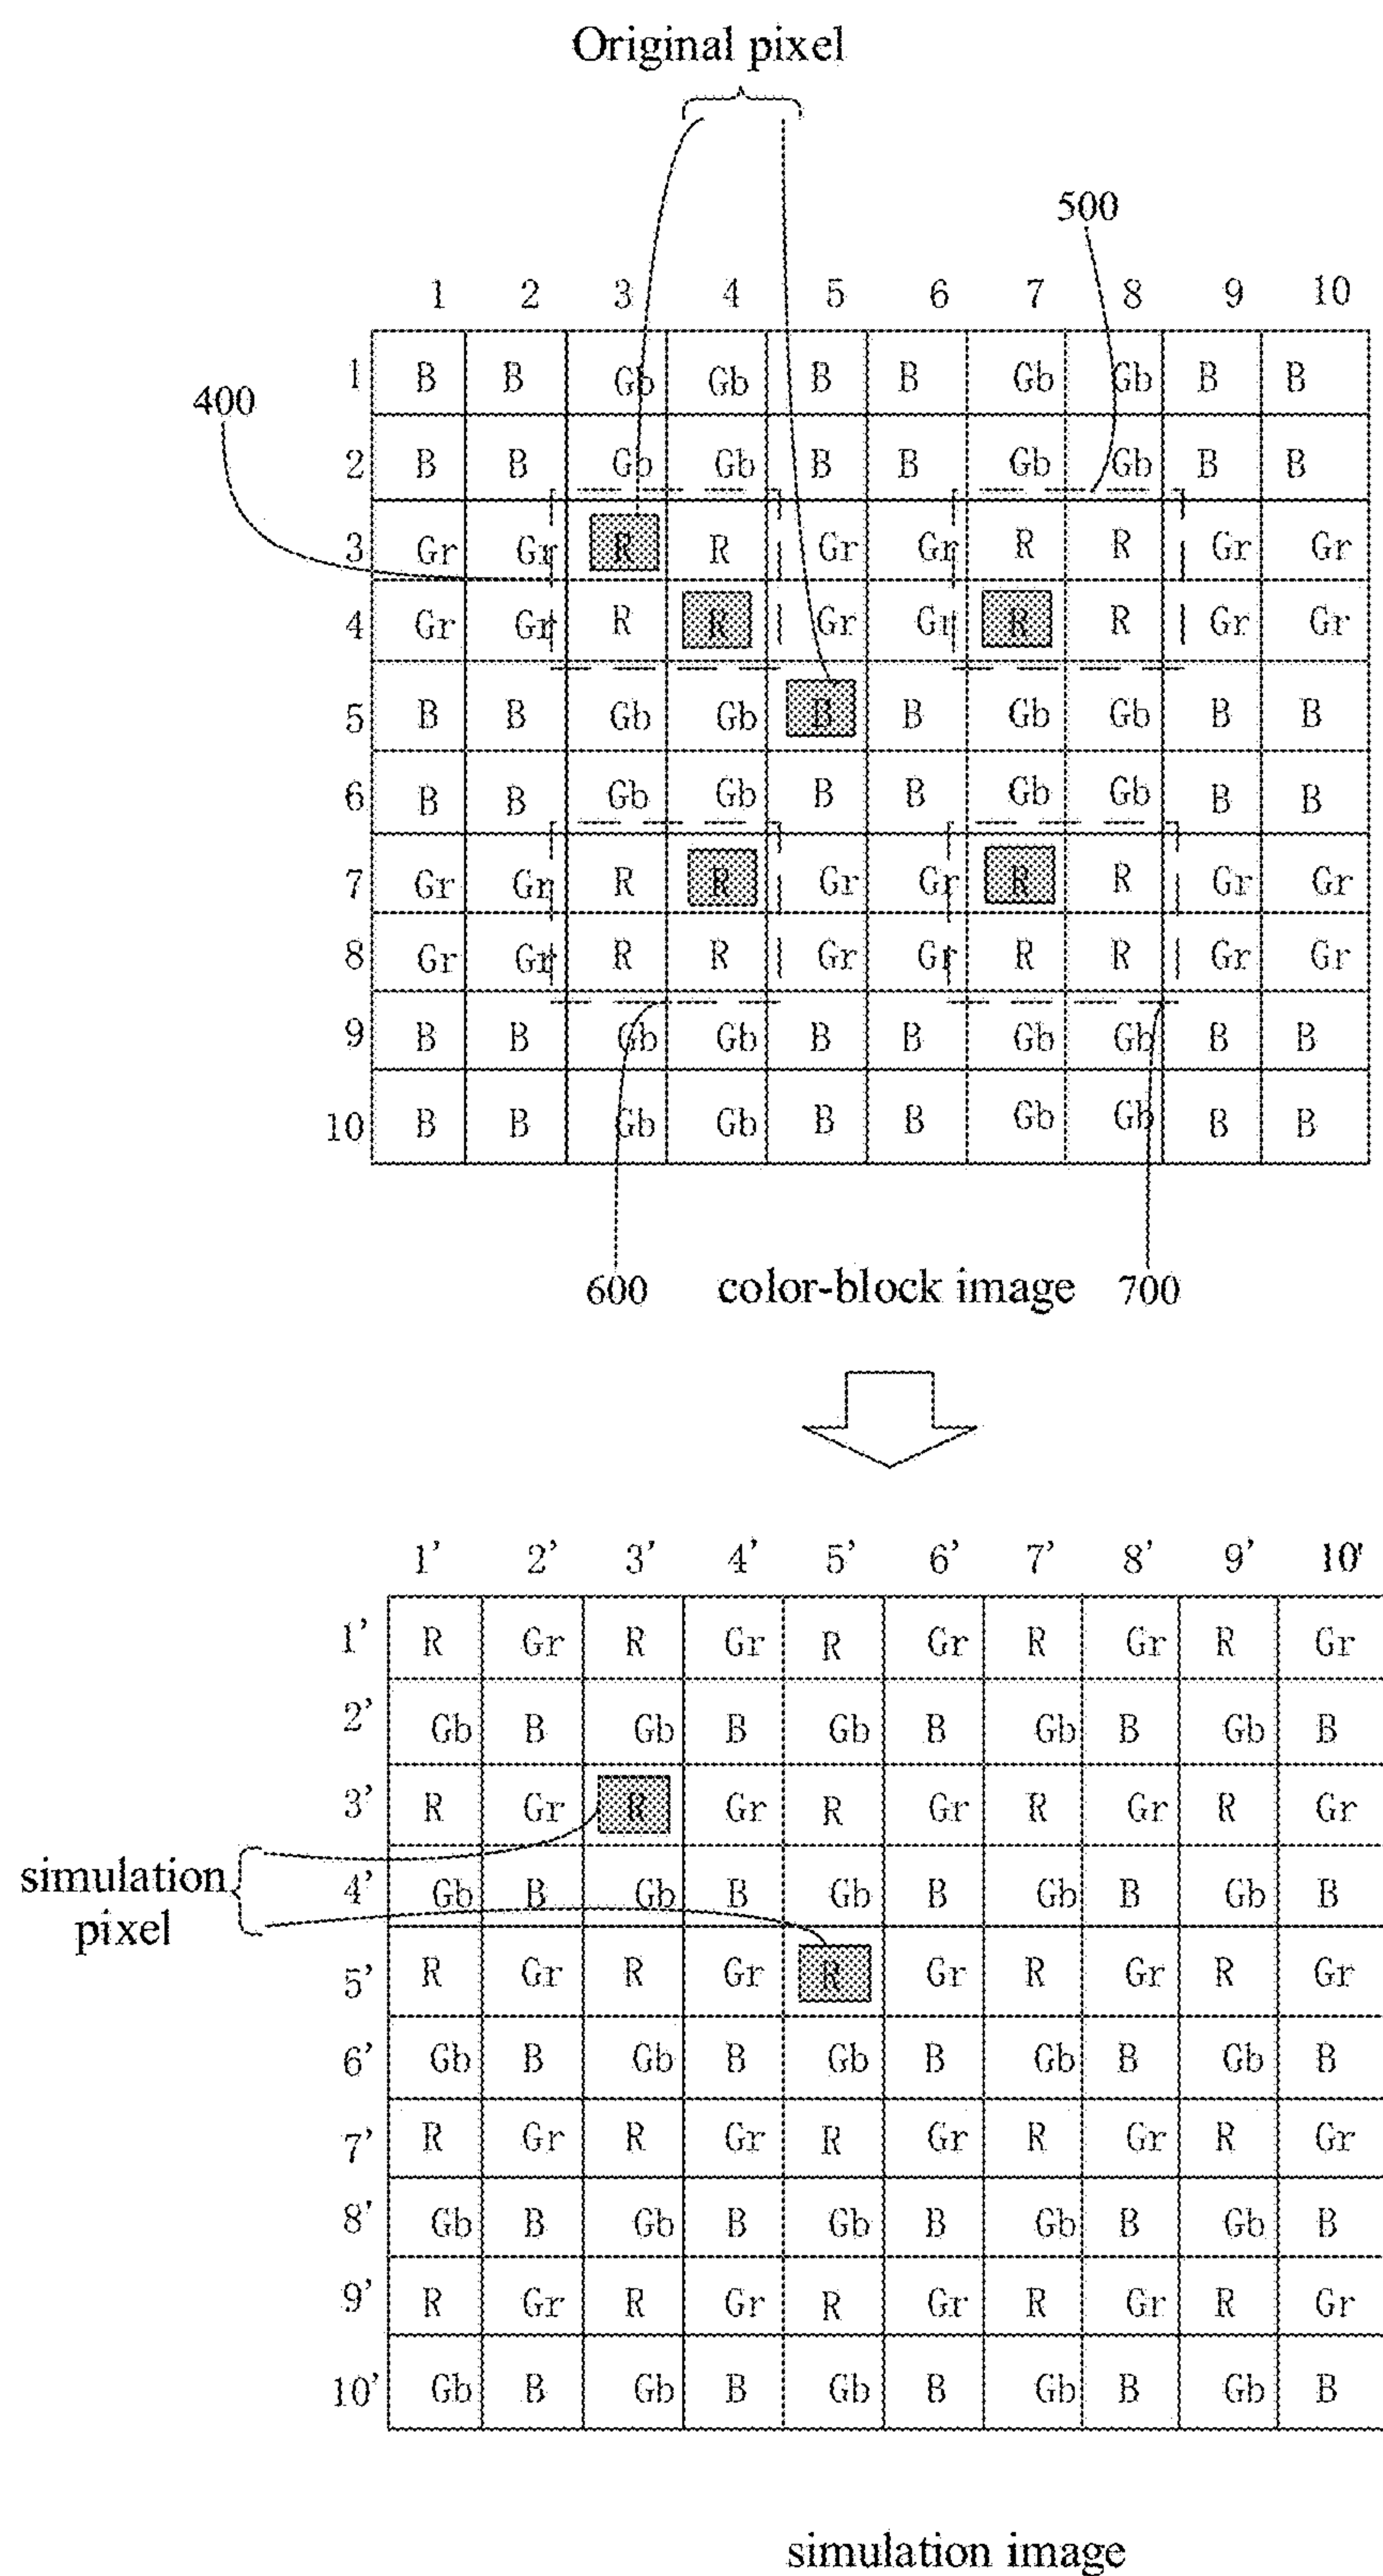 Original pixel
500
1 2 3 4 5 6 7 8 9 10
400
1 B B Gb Gb B B Gb Gb B B
2 B B Gb Gb B B Gb Gb B B
3 Gr Gr R R Gr Gr R R Gr Gr
4 Gr Gr R R Gr Gr R R Gr Gr
5 B B Gb Gb B B Gb Gb B B
6 B B Gb Gb B B Gb Gb B B
7 Gr Gr R R Gr Gr R R Gr Gr
8 Gr Gr R R Gr Gr R R Gr Gr
9 B B Gb Gb B B Gb Gb B B
10 B B Gb Gb B B Gb Gb B B
600 color-block image 700
1' 2' 3' 4' 5' 6' 7' 8' 9' 10'
1' R Gr R Gr R Gr R Gr R Gr
2' Gb B Gb B Gb B Gb B Gb B
3' R Gr R Gr R Gr R Gr R Gr
simulation
pixel
4' Gb B Gb B Gb B Gb B Gb B
5' R Gr R Gr R Gr R Gr R Gr
6' Gb B Gb B Gb B Gb B Gb B
7' R Gr R Gr R Gr R Gr R Gr
8' Gb B Gb B Gb B Gb B Gb B
9' R Gr R Gr R Gr R Gr R Gr
10' Gb B Gb B Gb B Gb B Gb B
simulation image